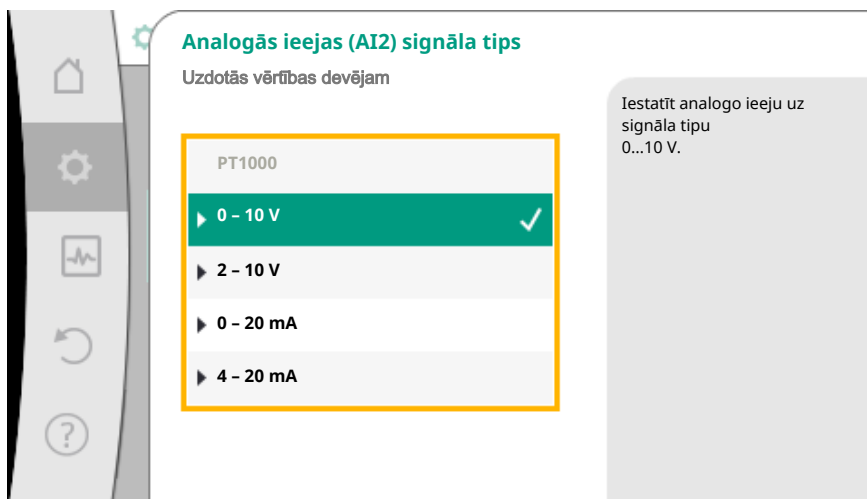 Analogās ieejas (AI2) signāla tips
Uzdotās vērtības devējam
Iestatīt analogo ieeju uz
signāla tipu
0...10 V.
PT1000
0 – 10 V
2 – 10 V
0 – 20 mA
4 – 20 mA
?